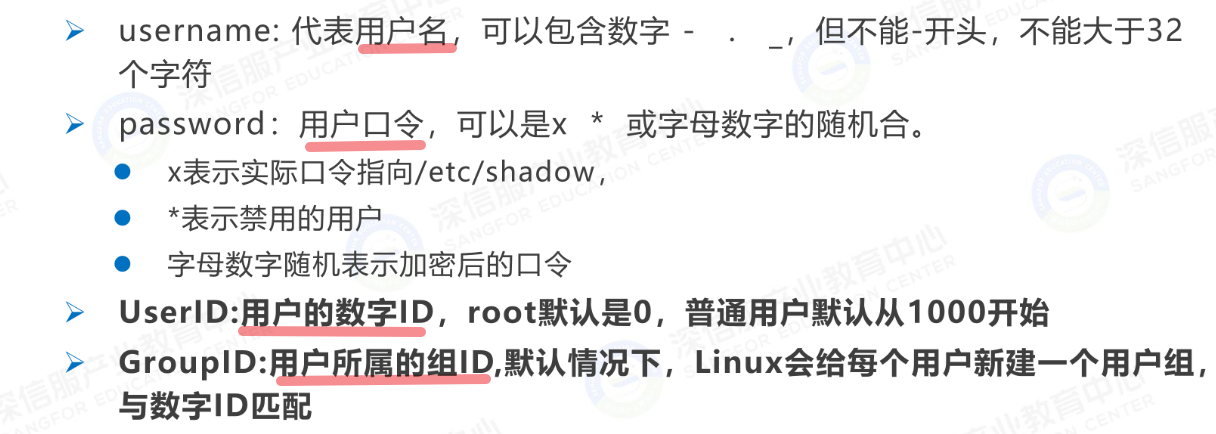 username: 代表用户名，可以包含数字 - . _，但不能-开头，不能大于32
个字符
password：用户口令，可以是x * 或字母数字的随机合。
x表示实际口令指向/etc/shadow，
*表示禁用的用户
字母数字随机表示加密后的口令
UserID:用户的数字ID，root默认是0，普通用户默认从1000开始
GroupID:用户所属的组ID,默认情况下，Linux会给每个用户新建一个用户组，
与数字ID匹配
深信服产业教育中心
SANGFOR EDUCATION CENTER